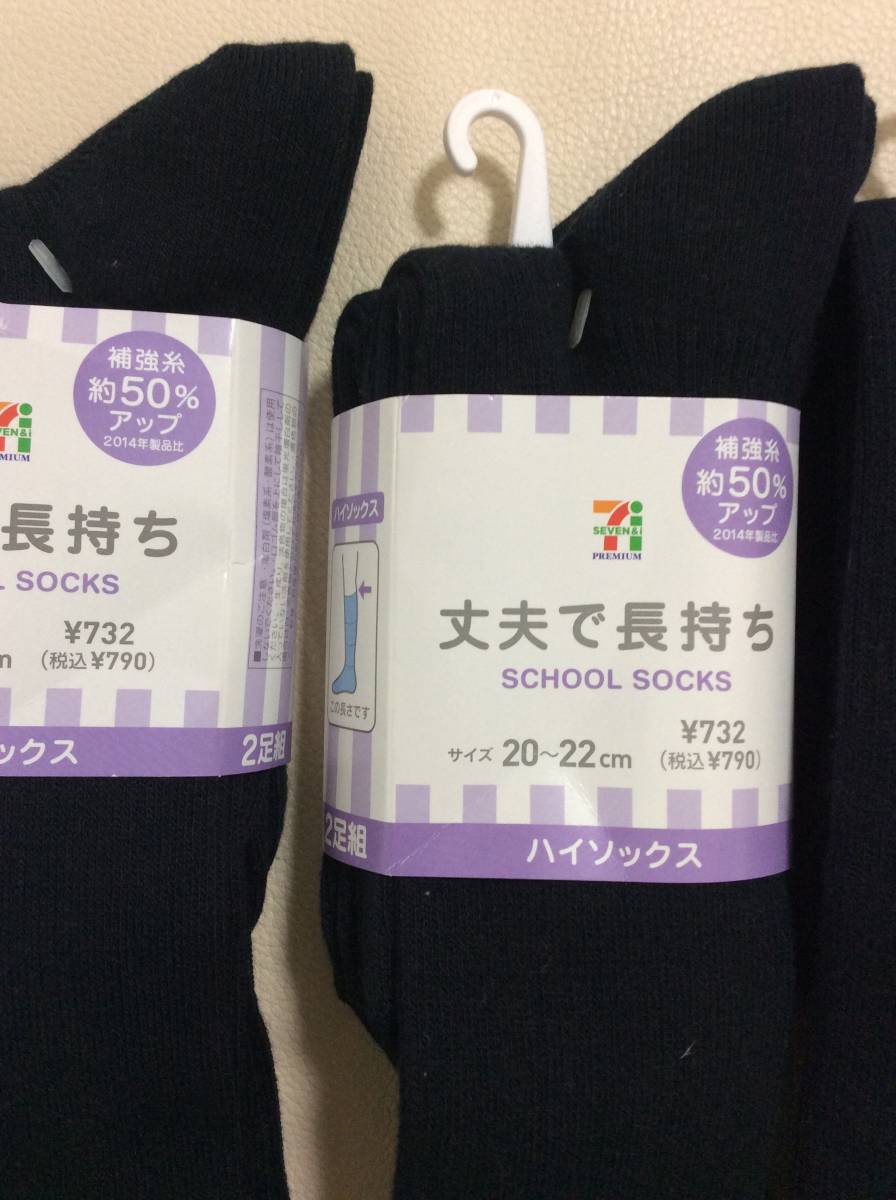 補強糸
約50%
アップ
2014年製品比
SEVEN&i
PREMIUM
長持ち
SOCKS
¥732
(税込¥790)
ックス
2足組
ハイソックス
この長さです
2足組
補強糸
約50%
アップ
2014年製品比
SEVEN&i
PREMIUM
丈夫で長持ち
SCHOOL SOCKS
サイズ 20〜22cm
¥732
(税込¥790)
ハイソックス